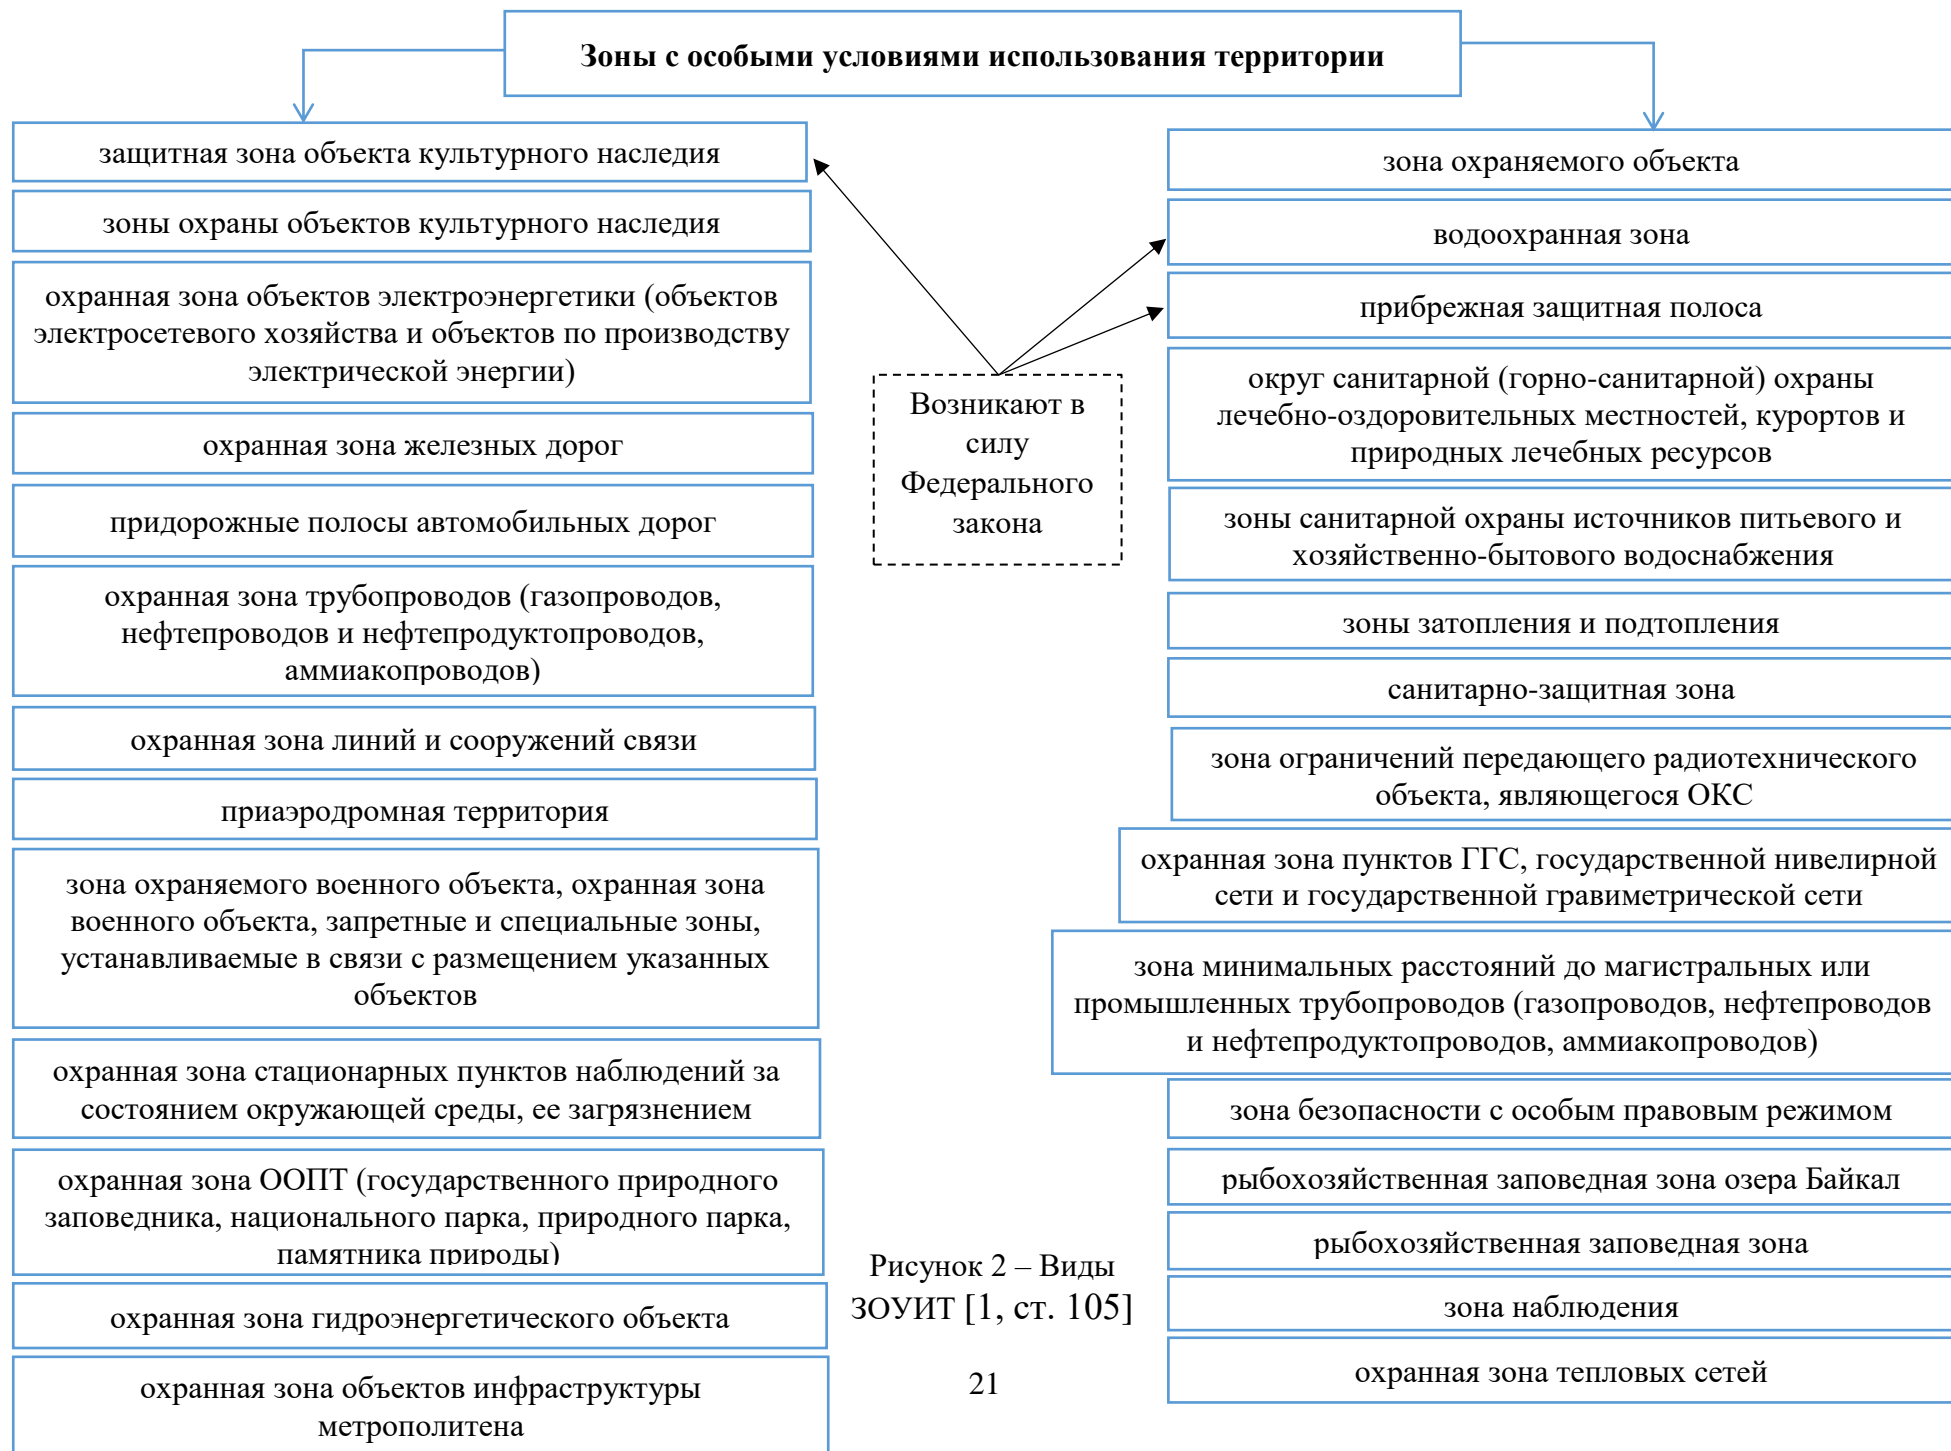 Зоны с особыми условиями использования территории
защитная зона объекта культурного наследия
зоны охраны объектов культурного наследия
охранная зона объектов электроэнергетики (объектов
электросетевого хозяйства и объектов по производству
электрической энергии)
охранная зона железных дорог
придорожные полосы автомобильных дорог
охранная зона трубопроводов (газопроводов,
нефтепроводов и нефтепродуктопроводов,
аммиакопроводов)
охранная зона линий и сооружений связи
приаэродромная территория
зона охраняемого военного объекта, охранная зона
военного объекта, запретные и специальные зоны,
устанавливаемые в связи с размещением указанных
объектов
охранная зона стационарных пунктов наблюдений за
состоянием окружающей среды, ее загрязнением
охранная зона ООПТ (государственного природного
заповедника, национального парка, природного парка,
памятника природы)
охранная зона гидроэнергетического объекта
охранная зона объектов инфраструктуры
метрополитена
Возникают в
силу
Федерального
закона
зона охраняемого объекта
водоохранная зона
прибрежная защитная полоса
округ санитарной (горно-санитарной) охраны
лечебно-оздоровительных местностей, курортов и
природных лечебных ресурсов
зоны санитарной охраны источников питьевого и
хозяйственно-бытового водоснабжения
зоны затопления и подтопления
санитарно-защитная зона
зона ограничений передающего радиотехнического
объекта, являющегося ОКС
охранная зона пунктов ГГС, государственной нивелирной
сети и государственной гравиметрической сети
зона минимальных расстояний до магистральных или
промышленных трубопроводов (газопроводов, нефтепроводов
и нефтепродуктопроводов, аммиакопроводов)
зона безопасности с особым правовым режимом
рыбохозяйственная заповедная зона озера Байкал
рыбохозяйственная заповедная зона
зона наблюдения
охранная зона тепловых сетей
Рисунок 2 – Виды
ЗОУИТ [1, ст. 105]
21